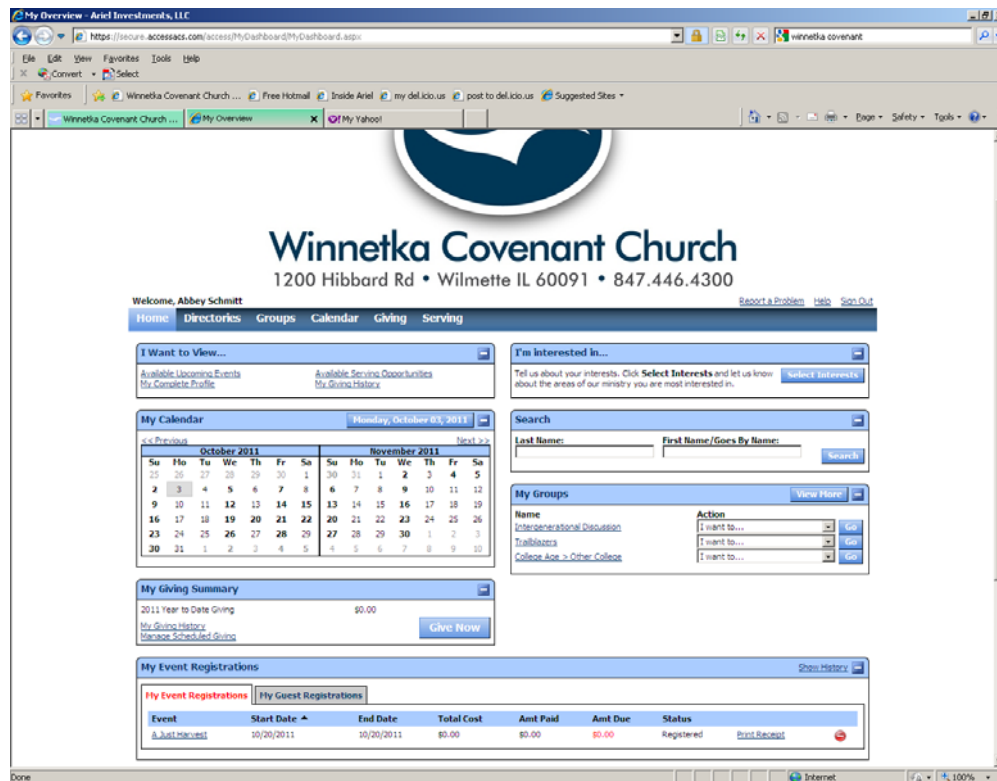 My Overview - Ariel Investments, LLC
https://secure.accessacs.com/access/MyDashboard/MyDashboard.aspx
winnetka covenant
File Edit View Favorites Tools Help
Convert Select
Favorites Winnetka Covenant Church ... Free Hotmail Inside Ariel my del.icio.us post to del.icio.us Suggested Sites
Winnetka Covenant Church ... My Overview My Yahoo! Page Safety Tools
Winnetka Covenant Church
1200 Hibbard Rd • Wilmette IL 60091 • 847.446.4300
Welcome, Abbey Schmitt Report a Problem Help Sign Out
Home Directories Groups Calendar Giving Serving
I Want to View...
Available Upcoming Events Available Serving Opportunities
My Complete Profile My Giving History
I'm interested in...
Tell us about your interests. Click Select Interests and let us know Select Interests
about the areas of our ministry you are most interested in.
My Calendar Monday, October 03, 2011
<< Previous Next >>
October 2011 November 2011
Su Mo Tu We Th Fr Sa Su Mo Tu We Th Fr Sa
25 26 27 28 29 30 1 30 31 1 2 3 4 5
2 3 4 5 6 7 8 6 7 8 9 10 11 12
9 10 11 12 13 14 15 13 14 15 16 17 18 19
16 17 18 19 20 21 22 20 21 22 23 24 25 26
23 24 25 26 27 28 29 27 28 29 30 1 2 3
30 31 1 2 3 4 5 4 5 6 7 8 9 10
Search
Last Name: First Name/Goes By Name:
Search
My Groups View More
Name Action
Intergenerational Discussion I want to... Go
Trailblazers I want to... Go
College Age > Other College I want to... Go
My Giving Summary
2011 Year to Date Giving $0.00
My Giving History
Manage Scheduled Giving
Give Now
My Event Registrations Show History
My Event Registrations My Guest Registrations
Event Start Date End Date Total Cost Amt Paid Amt Due Status
A Just Harvest 10/20/2011 10/20/2011 $0.00 $0.00 $0.00 Registered Print Receipt
Done Internet 100%